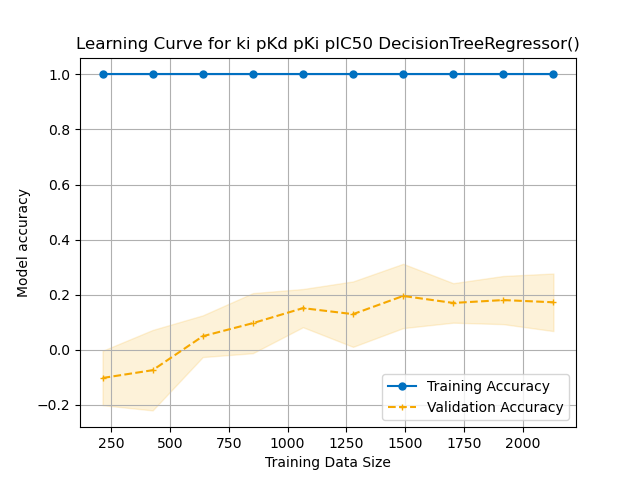 Learning Curve for ki pKd pKi pIC50 DecisionTreeRegressor()
Model accuracy
1.0
0.8
0.6
0.4
0.2
0.0
−0.2
Training Accuracy
Validation Accuracy
250 500 750 1000 1250 1500 1750 2000
Training Data Size